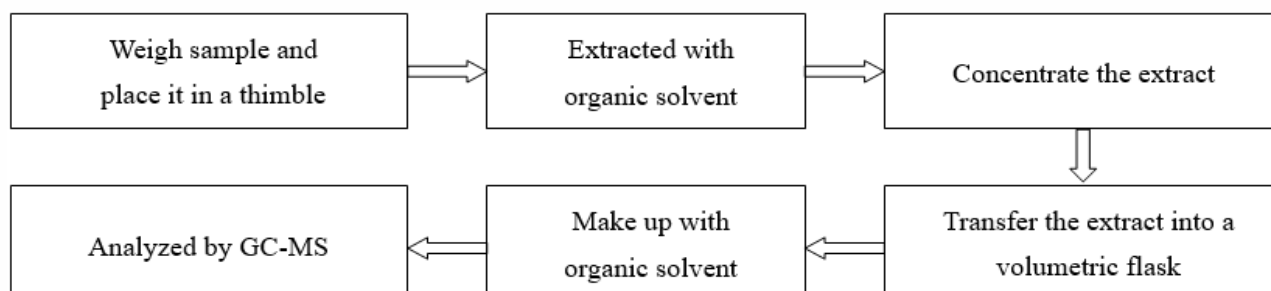 Weigh sample and
place it in a thimble
Extracted with
organic solvent
Concentrate the extract
Transfer the extract into a
volumetric flask
Make up with
organic solvent
Analyzed by GC-MS